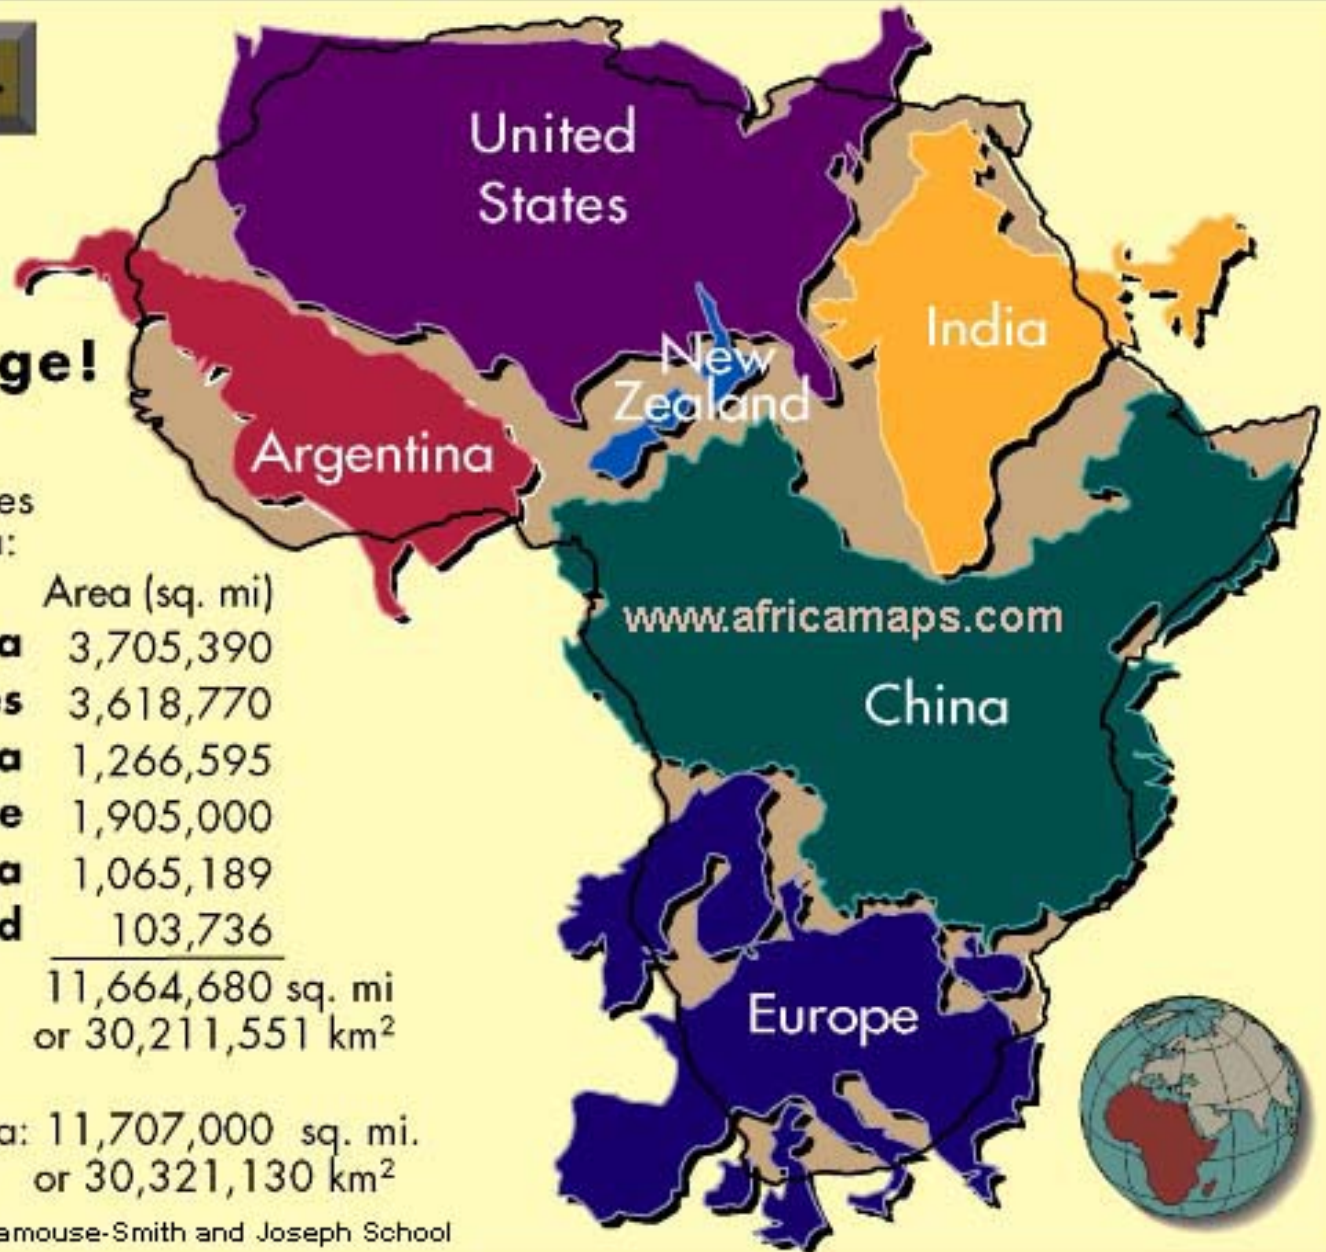 United
States
ge!
New
Zealand
India
Argentina
es
a:
Area (sq. mi)
a 3,705,390
s 3,618,770
a 1,266,595
e 1,905,000
a 1,065,189
d 103,736
11,664,680 sq. mi
or 30,211,551 km²
www.africamaps.com
China
Europe
a: 11,707,000 sq. mi.
or 30,321,130 km²
amouse-Smith and Joseph School